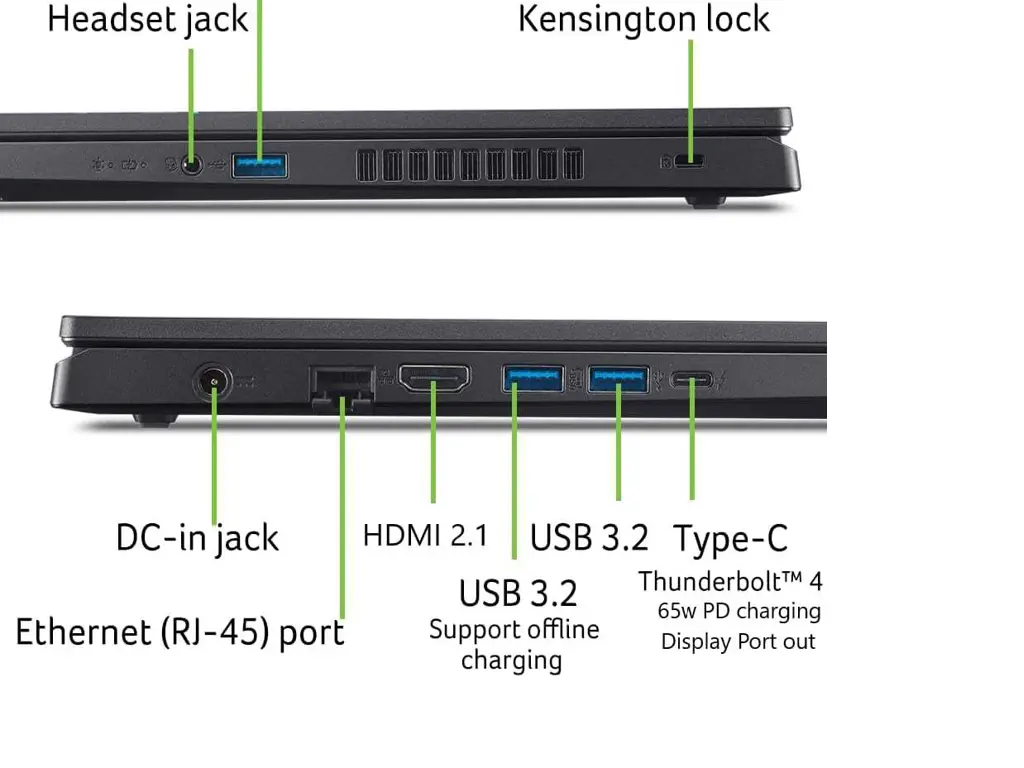 Headset jack
Kensington lock
DC-in jack
HDMI 2.1
USB 3.2
Type-C
Thunderbolt™ 4
65w PD charging
Display Port out
USB 3.2
Support offline
charging
Ethernet (RJ-45) port